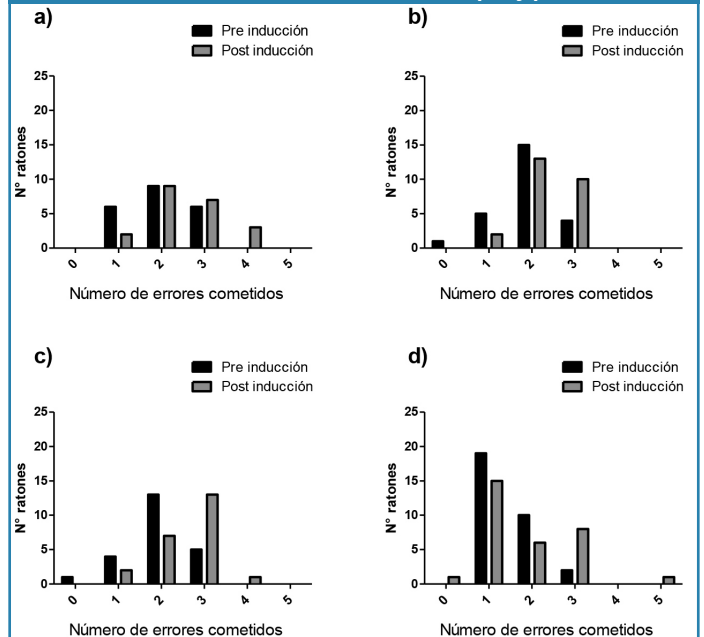 a)
Pre inducción
Post inducción
25
20
15
10
5
0
N° ratones
0 1 2 3 4 5
Número de errores cometidos
b)
Pre inducción
Post inducción
25
20
15
10
5
0
N° ratones
0 1 2 3 4 5
Número de errores cometidos
c)
Pre inducción
Post inducción
25
20
15
10
5
0
N° ratones
0 1 2 3 4 5
Número de errores cometidos
d)
Pre inducción
Post inducción
25
20
15
10
5
0
N° ratones
0 1 2 3 4 5
Número de errores cometidos